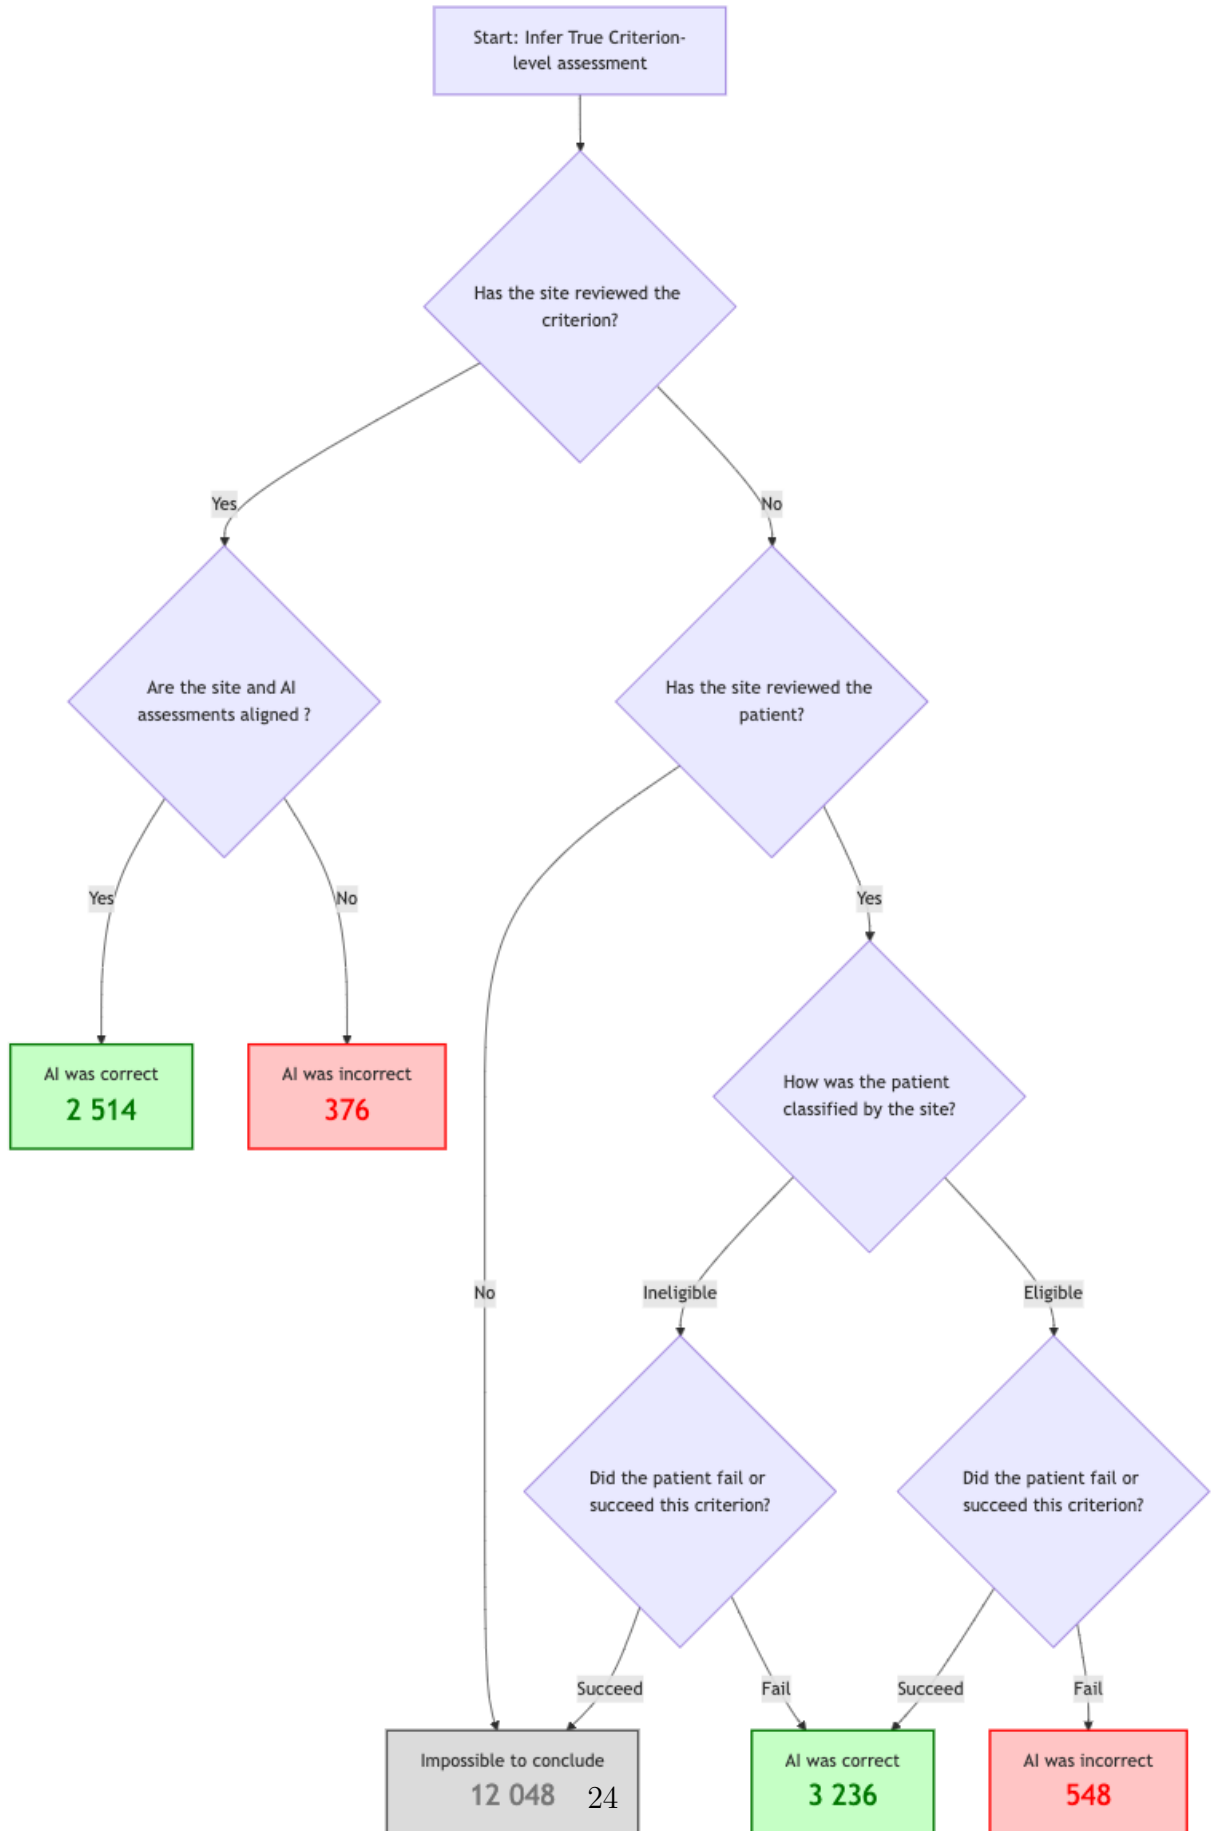 Start: Infer True Criterion-
level assessment
Has the site reviewed the
criterion?
Yes
No
Are the site and AI
assessments aligned ?
Has the site reviewed the
patient?
Yes
No
Yes
AI was correct
2 514
AI was incorrect
376
How was the patient
classified by the site?
No
Ineligible
Eligible
Did the patient fail or
succeed this criterion?
Did the patient fail or
succeed this criterion?
Succeed
Fail
Succeed
Fail
Impossible to conclude
12 048
AI was correct
3 236
AI was incorrect
548
24